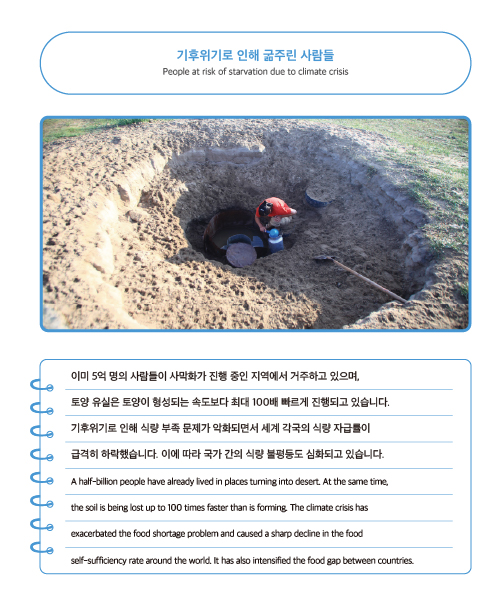 기후위기로 인해 굶주린 사람들
People at risk of starvation due to climate crisis
이미 5억 명의 사람들이 사막화가 진행 중인 지역에서 거주하고 있으며,
토양 유실은 토양이 형성되는 속도보다 최대 100배 빠르게 진행되고 있습니다.
기후위기로 인해 식량 부족 문제가 악화되면서 세계 각국의 식량 자급률이
급격히 하락했습니다. 이에 따라 국가 간의 식량 불평등도 심화되고 있습니다.
A half-billion people have already lived in places turning into desert. At the same time,
the soil is being lost up to 100 times faster than is forming. The climate crisis has
exacerbated the food shortage problem and caused a sharp decline in the food
self-sufficiency rate around the world. It has also intensified the food gap between countries.